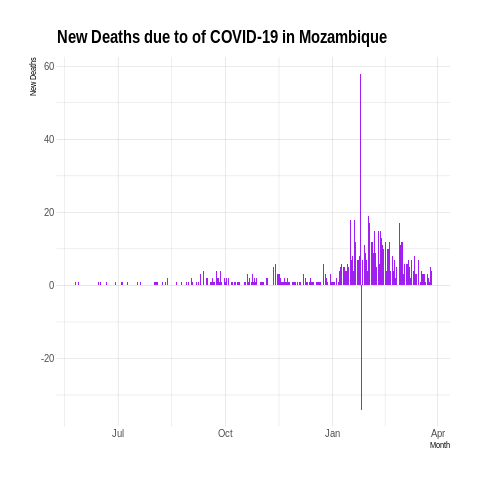 New Deaths due to of COVID-19 in Mozambique
New Deaths
60
40
20
0
-20
Jul Oct Jan Apr
Month